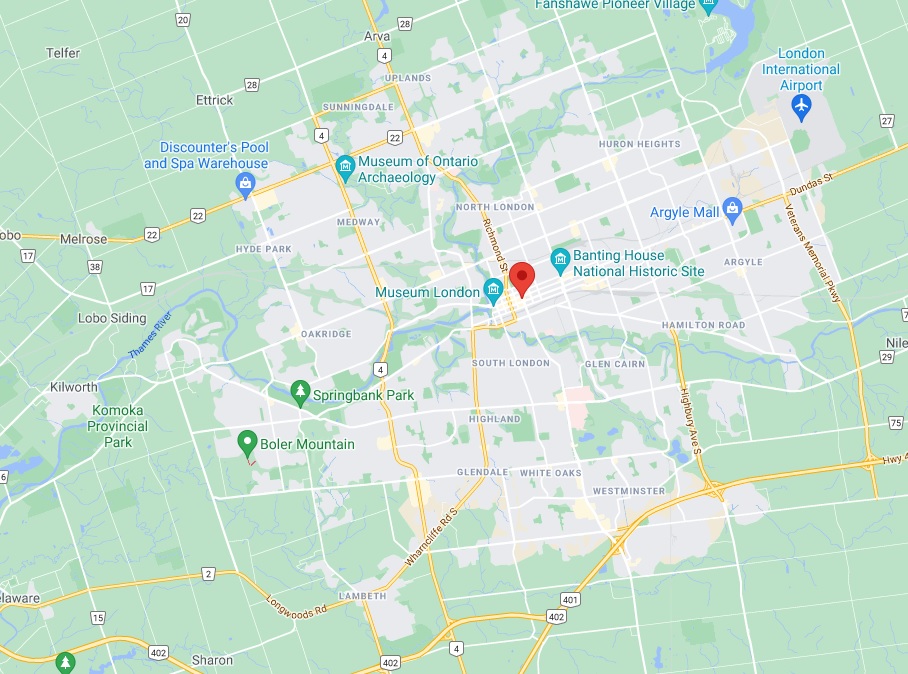 Fanshawe Pioneer Village
20
28
Arva
Telfer
4
London
International
Airport
UPLANDS
28
Ettrick
SUNNINGDALE
27
4
22
HURON HEIGHTS
Discounter's Pool
and Spa Warehouse
Museum of Ontario
Archaeology
Dundas St
NORTH LONDON
Argyle Mall
22
MEDWAY
Richmond St
Veterans Memorial Pkwy
obo
Melrose
22
HYDE PARK
17
38
Banting House
National Historic Site
ARGYLE
17
Museum London
Lobo Siding
Thames River
OAKRIDGE
HAMILTON ROAD
7
Nile
29
SOUTH LONDON
GLEN CAIRN
4
Kilworth
Springbank Park
Komoka
Provincial
Park
HIGHLAND
Highbury Ave S
75
Boler Mountain
Hwy 4
6
GLENDALE
WHITE OAKS
WESTMINSTER
Wharncliffe Rd S
2
elaware
LAMBETH
Longwoods Rd
401
402
15
402
4
Sharon
402